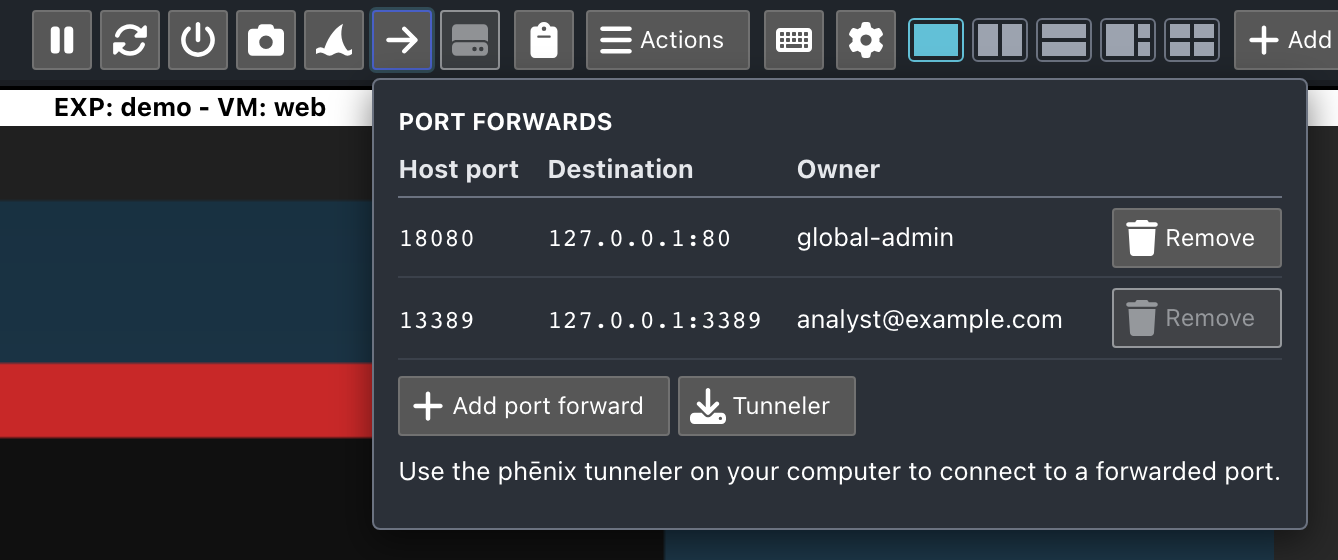 Actions
Add
EXP: demo - VM: web
PORT FORWARDS
Host port Destination Owner
18080 127.0.0.1:80 global-admin Remove
13389 127.0.0.1:3389 analyst@example.com Remove
Add port forward Tunneler
Use the phēnix tunneler on your computer to connect to a forwarded port.